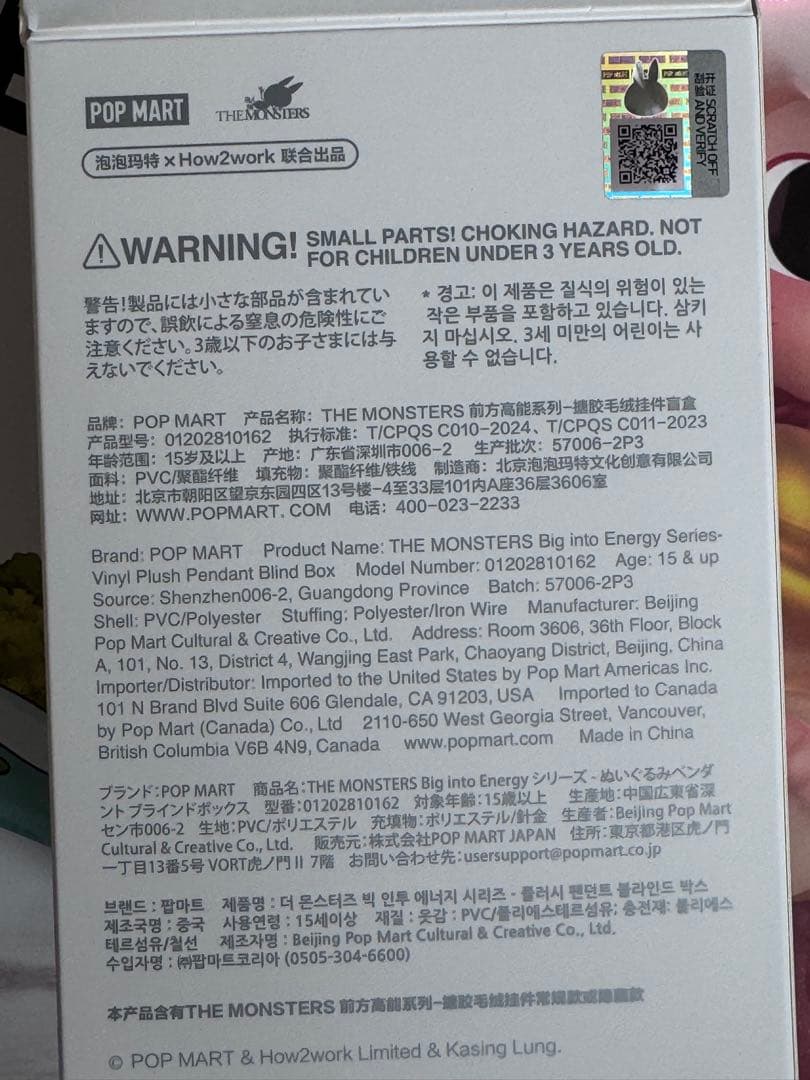 POP MART
THE MONSTERS
泡泡玛特 × How2work 联合出品
开盒 SCRATCH OFF
AND VERIFY
WARNING! SMALL PARTS! CHOKING HAZARD. NOT
FOR CHILDREN UNDER 3 YEARS OLD.
警告!製品には小さな部品が含まれてい
ますので、誤飲による窒息の危険性にご
注意ください。3歳以下のお子さまには与
えないでください。
* 경고: 이 제품은 질식의 위험이 있는
작은 부품을 포함하고 있습니다. 삼키
지 마십시오. 3세 미만의 어린이는 사
용할 수 없습니다.
品牌：POP MART 产品名称：THE MONSTERS 前方高能系列-搪胶毛绒挂件盲盒
产品型号：01202810162 执行标准：T/CPQS C010-2024、T/CPQS C011-2023
年龄范围：15岁及以上 产地：广东省深圳市006-2 生产批次：57006-2P3
面料：PVC/聚酯纤维 填充物：聚酯纤维/铁线 制造商：北京泡泡玛特文化创意有限公司
地址：北京市朝阳区望京东园四区13号楼-4至33层101内A座36层3606室
网址：WWW.POPMART.COM 电话：400-023-2233
Brand: POP MART Product Name: THE MONSTERS Big into Energy Series-
Vinyl Plush Pendant Blind Box Model Number: 01202810162 Age: 15 & up
Source: Shenzhen006-2, Guangdong Province Batch: 57006-2P3
Shell: PVC/Polyester Stuffing: Polyester/Iron Wire Manufacturer: Beijing
Pop Mart Cultural & Creative Co., Ltd. Address: Room 3606, 36th Floor, Block
A, 101, No. 13, District 4, Wangjing East Park, Chaoyang District, Beijing, China
Importer/Distributor: Imported to the United States by Pop Mart Americas Inc.
101 N Brand Blvd Suite 606 Glendale, CA 91203, USA Imported to Canada
by Pop Mart (Canada) Co., Ltd 2110-650 West Georgia Street, Vancouver,
British Columbia V6B 4N9, Canada www.popmart.com Made in China
ブランド：POP MART 商品名：THE MONSTERS Big into Energy シリーズ - ぬいぐるみペンダ
ント ブラインドボックス 型番：01202810162 対象年齢：15歳以上 生産地：中国広東省深
セン市006-2 生地：PVC/ポリエステル 充填物：ポリエステル/針金 生産者：Beijing Pop Mart
Cultural & Creative Co., Ltd. 販売元：株式会社POP MART JAPAN 住所：東京都港区虎ノ門
一丁目13番5号 VORT虎ノ門Ⅱ 7階 お問い合わせ先：usersupport@popmart.co.jp
브랜드 : 팝마트 제품명 : 더 몬스터즈 빅 인투 에너지 시리즈 - 플러시 펜던트 블라인드 박스
제조국명 : 중국 사용연령 : 15세이상 재질 : 옷감 : PVC/폴리에스테르섬유; 충전재: 폴리에스
테르섬유/철선 제조자명 : Beijing Pop Mart Cultural & Creative Co., Ltd.
수입자명 : ㈜팝마트코리아 (0505-304-6600)
本产品含有THE MONSTERS 前方高能系列-搪胶毛绒挂件常规款或隐藏款
© POP MART & How2work Limited & Kasing Lung.